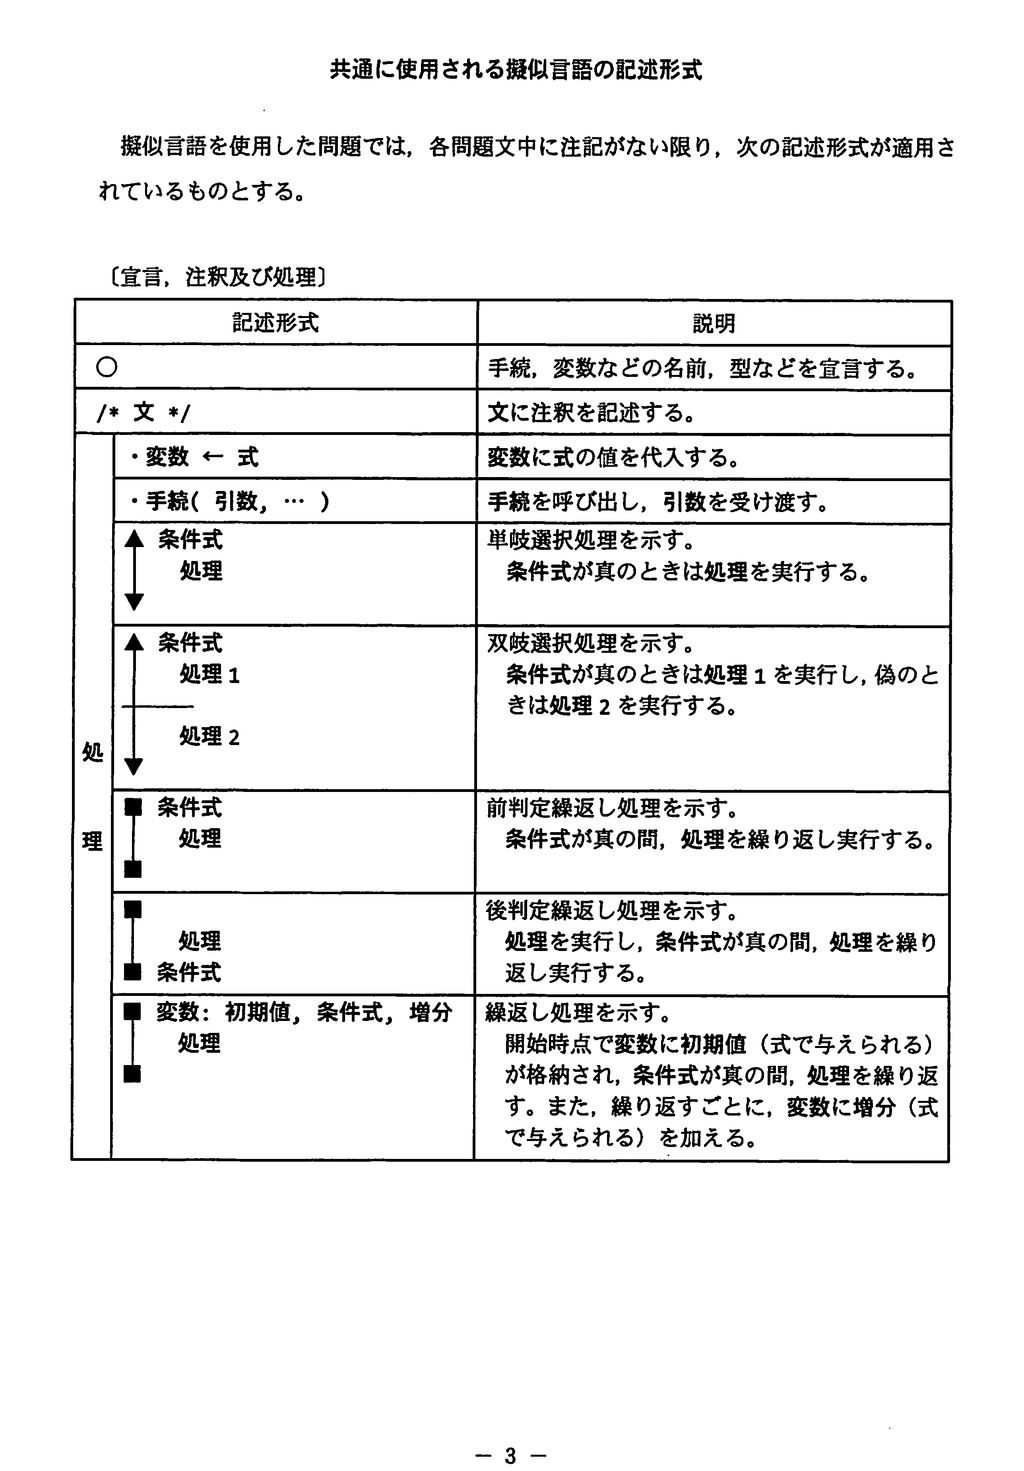 共通に使用される擬似言語の記述形式
擬似言語を使用した問題では，各問題文中に注記がない限り，次の記述形式が適用さ
れているものとする。
〔宣言，注釈及び処理〕
記述形式 説明
○ 手続，変数などの名前，型などを宣言する。
/* 文 */ 文に注釈を記述する。
処理
・変数 ← 式 変数に式の値を代入する。
・手続( 引数, … ) 手続を呼び出し，引数を受け渡す。
▲ 条件式 単岐選択処理を示す。
処理 条件式が真のときは処理を実行する。
▼
▲ 条件式 双岐選択処理を示す。
処理1 条件式が真のときは処理1を実行し，偽のと
きは処理2を実行する。
処理2
▼
■ 条件式 前判定繰返し処理を示す。
処理 条件式が真の間，処理を繰り返し実行する。
■
■ 後判定繰返し処理を示す。
処理 処理を実行し，条件式が真の間，処理を繰り
■ 条件式 返し実行する。
■ 変数: 初期値, 条件式, 増分 繰返し処理を示す。
処理 開始時点で変数に初期値（式で与えられる）
■ が格納され，条件式が真の間，処理を繰り返
す。また，繰り返すごとに，変数に増分（式
で与えられる）を加える。
－ 3 －